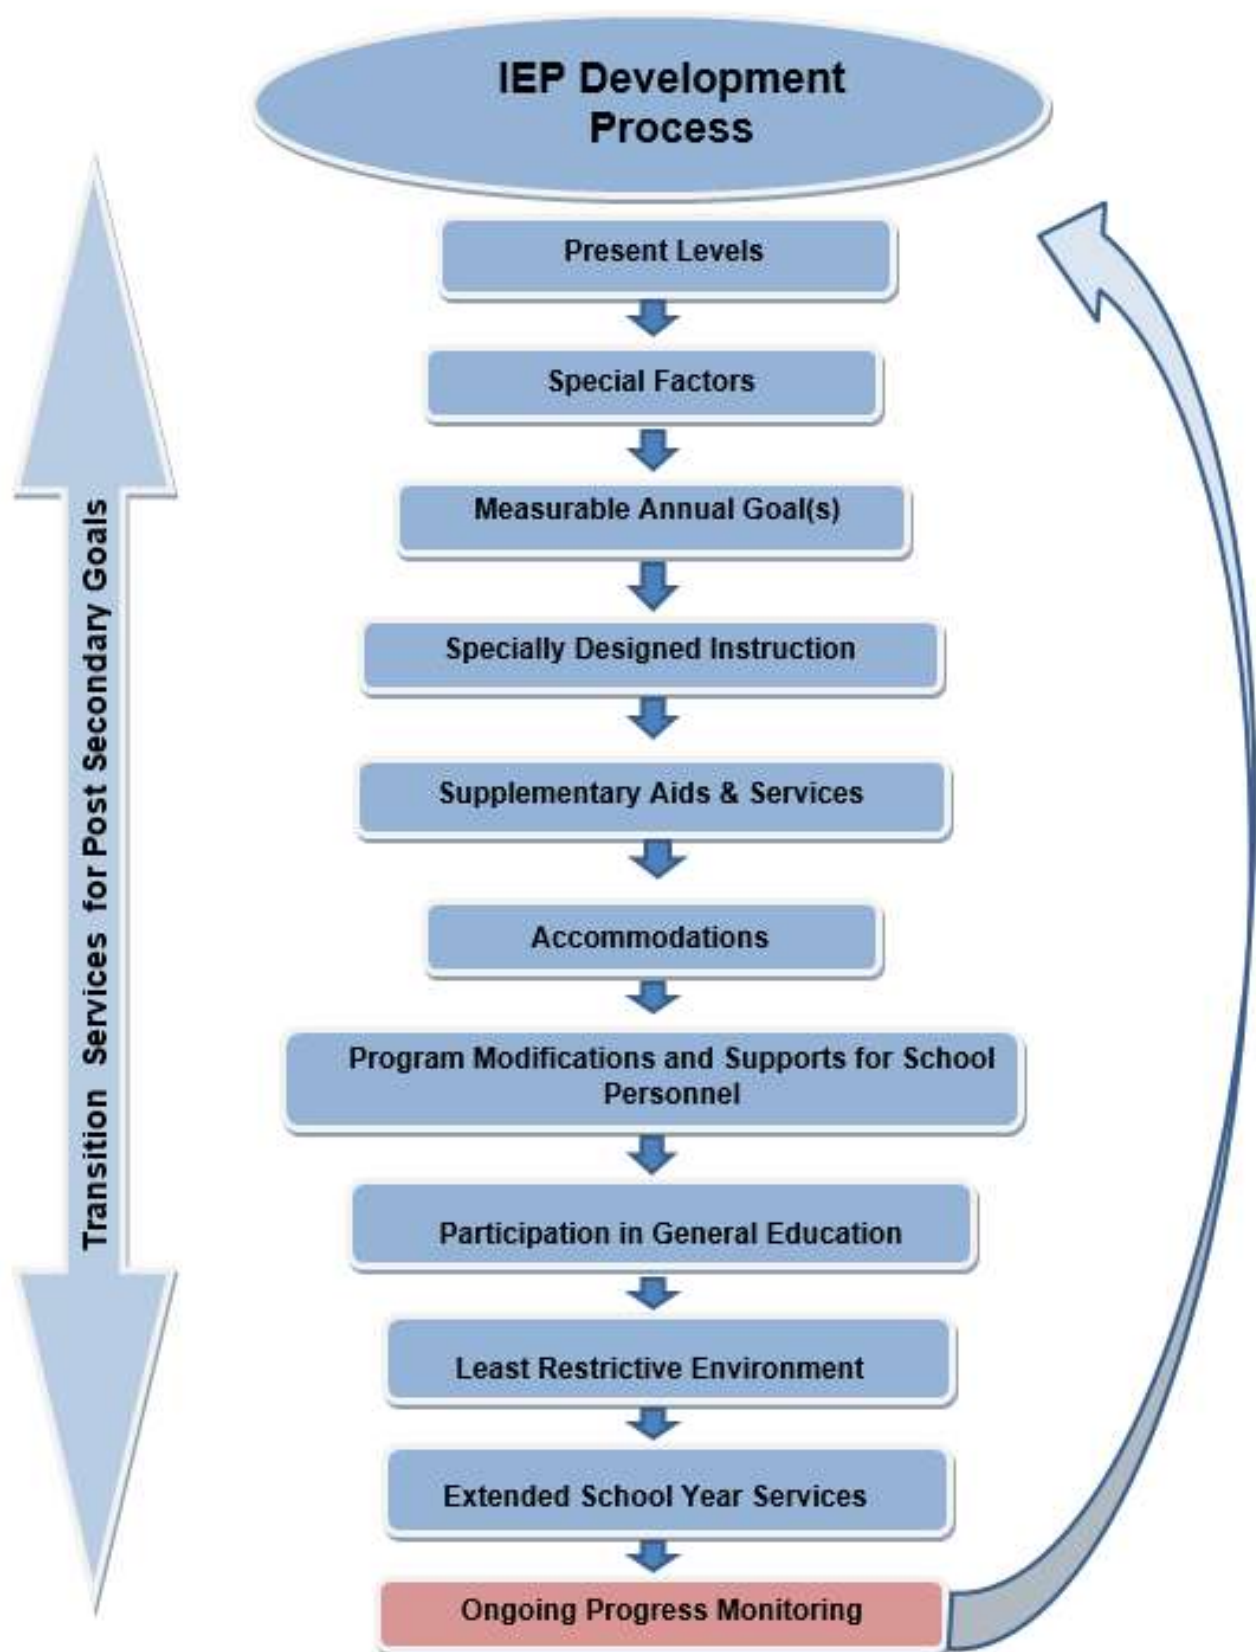 IEP Development
Process
Present Levels
Special Factors
Measurable Annual Goal(s)
Specially Designed Instruction
Supplementary Aids & Services
Accommodations
Program Modifications and Supports for School
Personnel
Participation in General Education
Least Restrictive Environment
Extended School Year Services
Ongoing Progress Monitoring
Transition Services for Post Secondary Goals